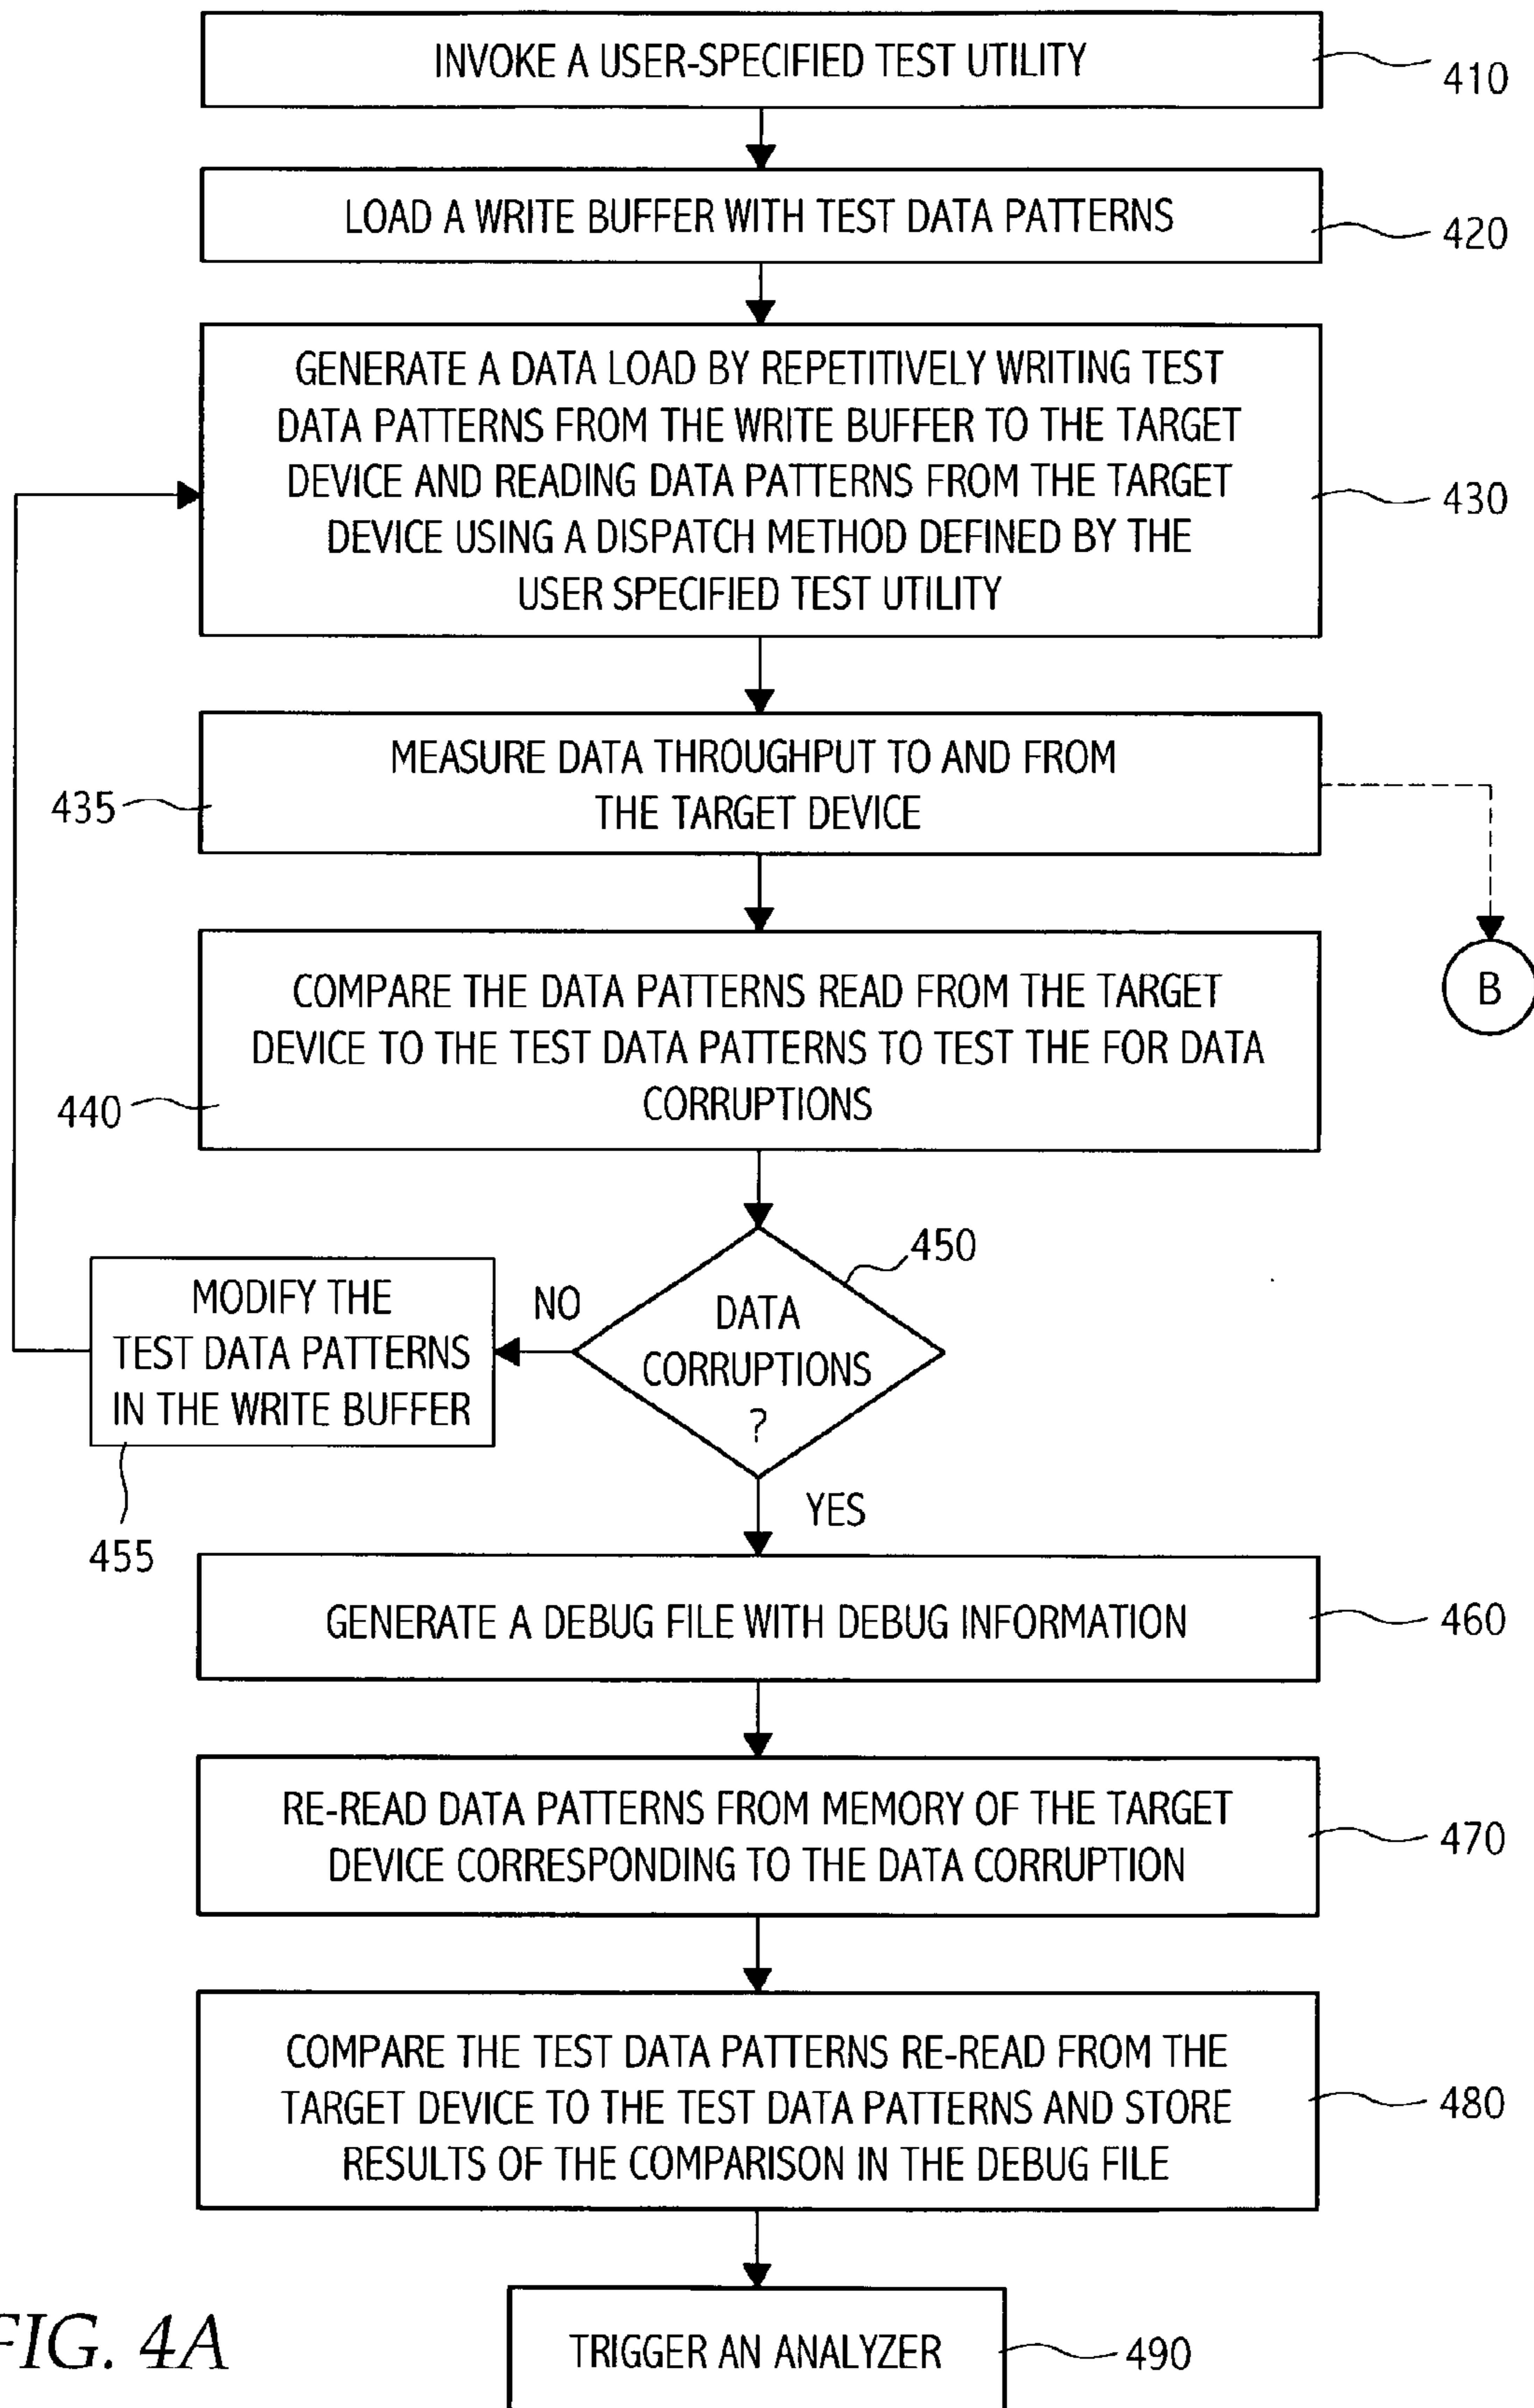 INVOKE A USER-SPECIFIED TEST UTILITY
410
LOAD A WRITE BUFFER WITH TEST DATA PATTERNS
420
GENERATE A DATA LOAD BY REPETITIVELY WRITING TEST
DATA PATTERNS FROM THE WRITE BUFFER TO THE TARGET
DEVICE AND READING DATA PATTERNS FROM THE TARGET
DEVICE USING A DISPATCH METHOD DEFINED BY THE
USER SPECIFIED TEST UTILITY
430
MEASURE DATA THROUGHPUT TO AND FROM
THE TARGET DEVICE
435
B
COMPARE THE DATA PATTERNS READ FROM THE TARGET
DEVICE TO THE TEST DATA PATTERNS TO TEST THE FOR DATA
CORRUPTIONS
440
450
DATA
CORRUPTIONS
?
NO
MODIFY THE
TEST DATA PATTERNS
IN THE WRITE BUFFER
455
YES
GENERATE A DEBUG FILE WITH DEBUG INFORMATION
460
RE-READ DATA PATTERNS FROM MEMORY OF THE TARGET
DEVICE CORRESPONDING TO THE DATA CORRUPTION
470
COMPARE THE TEST DATA PATTERNS RE-READ FROM THE
TARGET DEVICE TO THE TEST DATA PATTERNS AND STORE
RESULTS OF THE COMPARISON IN THE DEBUG FILE
480
TRIGGER AN ANALYZER
490
FIG. 4A